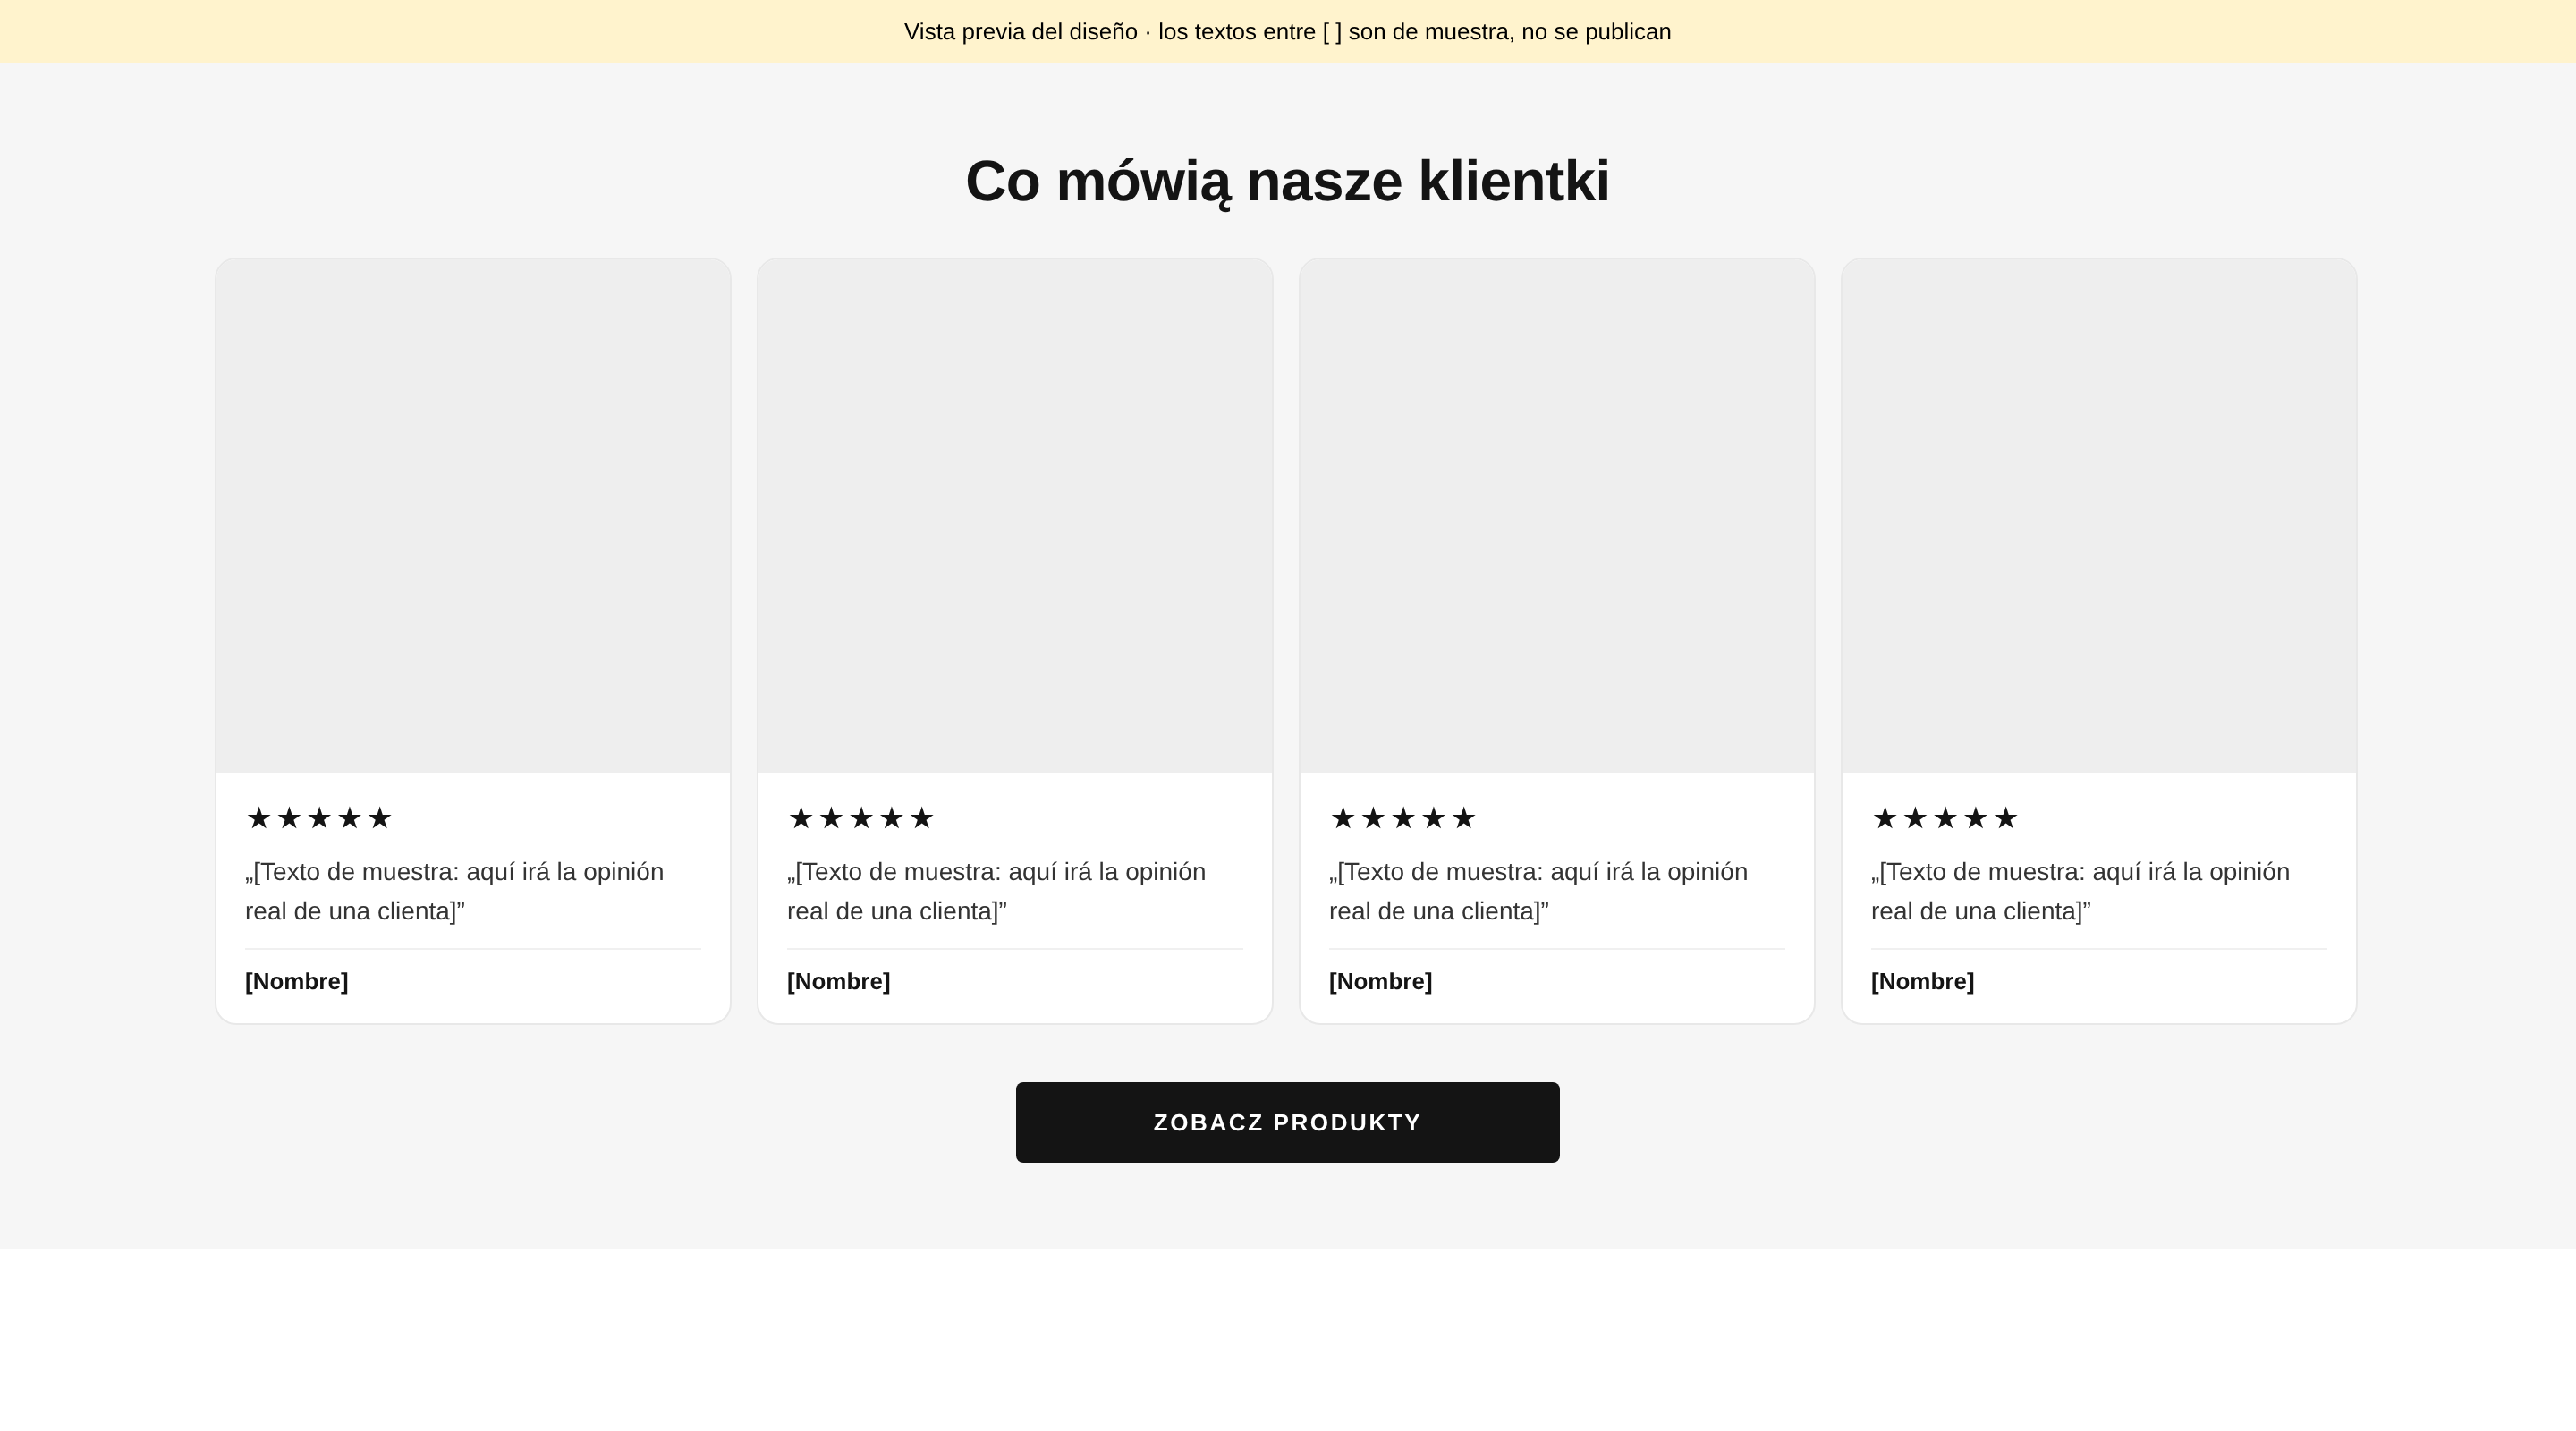 Vista previa del diseño · los textos entre [ ] son de muestra, no se publican
Co mówią nasze klientki
★★★★★
„[Texto de muestra: aquí irá la opinión
real de una clienta]”
[Nombre]
★★★★★
„[Texto de muestra: aquí irá la opinión
real de una clienta]”
[Nombre]
★★★★★
„[Texto de muestra: aquí irá la opinión
real de una clienta]”
[Nombre]
★★★★★
„[Texto de muestra: aquí irá la opinión
real de una clienta]”
[Nombre]
ZOBACZ PRODUKTY